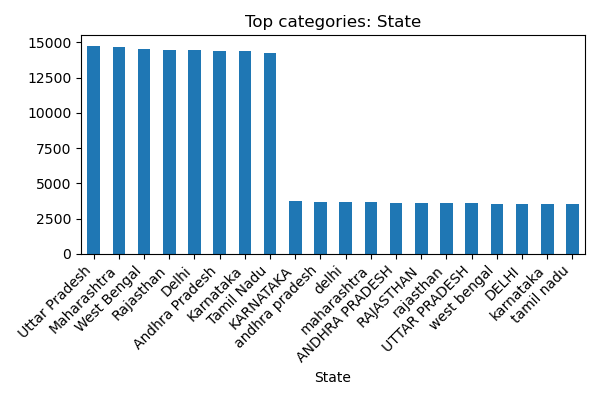 Top categories: State
15000
12500
10000
7500
5000
2500
0
Uttar Pradesh
Maharashtra
West Bengal
Rajasthan
Delhi
Andhra Pradesh
Karnataka
Tamil Nadu
KARNATAKA
andhra pradesh
delhi
maharashtra
ANDHRA PRADESH
RAJASTHAN
rajasthan
UTTAR PRADESH
west bengal
DELHI
karnataka
tamil nadu
State